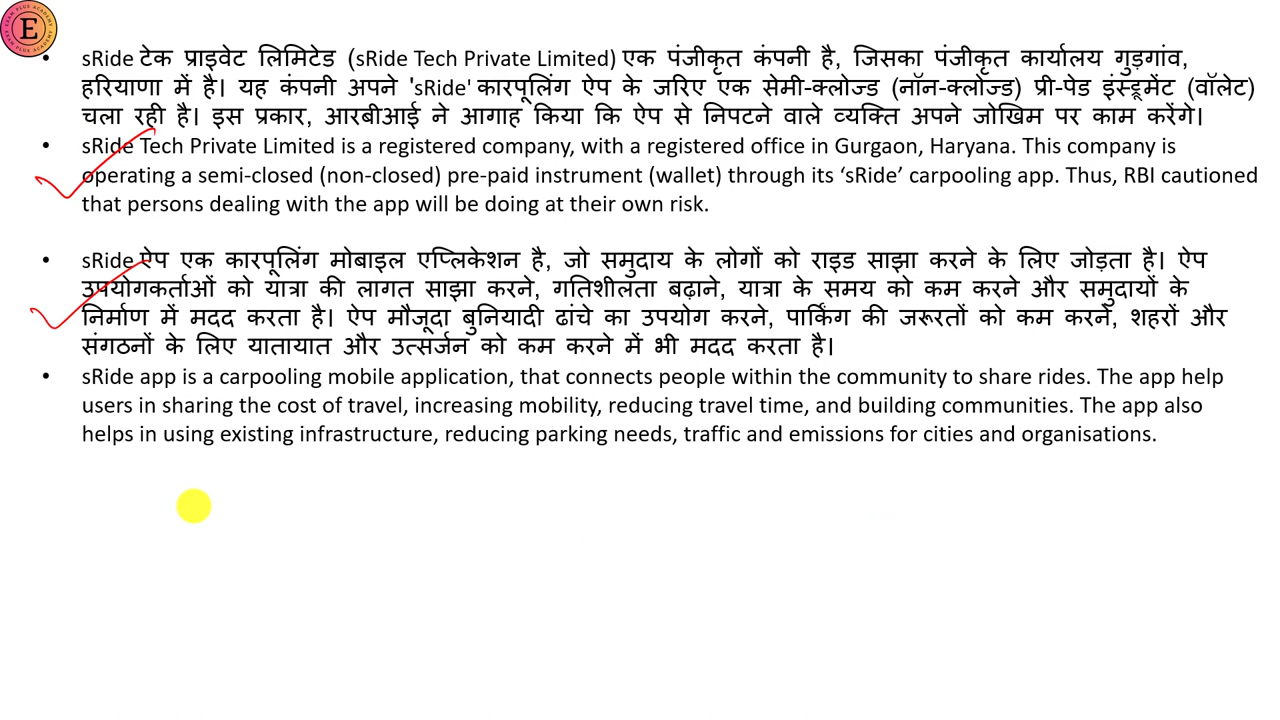 E
• sRide टेक प्राइवेट लिमिटेड (sRide Tech Private Limited) एक पंजीकृत कंपनी है, जिसका पंजीकृत कार्यालय गुड़गांव,
हरियाणा में है। यह कंपनी अपने 'sRide' कारपूलिंग ऐप के जरिए एक सेमी-क्लोज्ड (नॉन-क्लोज्ड) प्री-पेड इंस्ट्रूमेंट (वॉलेट)
चला रही है। इस प्रकार, आरबीआई ने आगाह किया कि ऐप से निपटने वाले व्यक्ति अपने जोखिम पर काम करेंगे।
• sRide Tech Private Limited is a registered company, with a registered office in Gurgaon, Haryana. This company is
operating a semi-closed (non-closed) pre-paid instrument (wallet) through its ‘sRide’ carpooling app. Thus, RBI cautioned
that persons dealing with the app will be doing at their own risk.
• sRide ऐप एक कारपूलिंग मोबाइल एप्लिकेशन है, जो समुदाय के लोगों को राइड साझा करने के लिए जोड़ता है। ऐप
उपयोगकर्ताओं को यात्रा की लागत साझा करने, गतिशीलता बढ़ाने, यात्रा के समय को कम करने और समुदायों के
निर्माण में मदद करता है। ऐप मौजूदा बुनियादी ढांचे का उपयोग करने, पार्किंग की जरूरतों को कम करने, शहरों और
संगठनों के लिए यातायात और उत्सर्जन को कम करने में भी मदद करता है।
• sRide app is a carpooling mobile application, that connects people within the community to share rides. The app help
users in sharing the cost of travel, increasing mobility, reducing travel time, and building communities. The app also
helps in using existing infrastructure, reducing parking needs, traffic and emissions for cities and organisations.